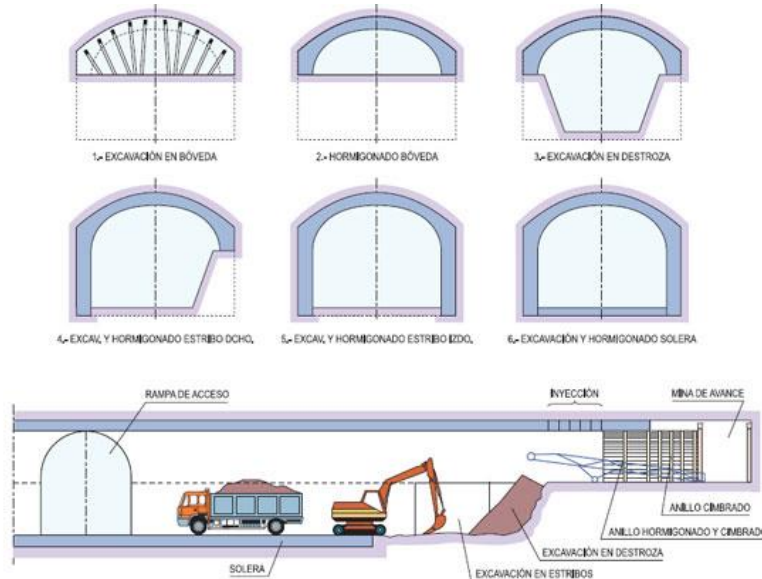 1.- EXCAVACIÓN EN BÓVEDA
2.- HORMIGONADO BÓVEDA
3.- EXCAVACIÓN EN DESTROZA
4.- EXCAV. Y HORMIGONADO ESTRIBO DCHO.
5.- EXCAV. Y HORMIGONADO ESTRIBO IZDO.
6.- EXCAVACIÓN Y HORMIGONADO SOLERA
RAMPA DE ACCESO
INYECCIÓN
MINA DE AVANCE
ANILLO CIMBRADO
ANILLO HORMIGONADO Y CIMBRADO
EXCAVACIÓN EN DESTROZA
SOLERA
EXCAVACIÓN EN ESTRIBOS